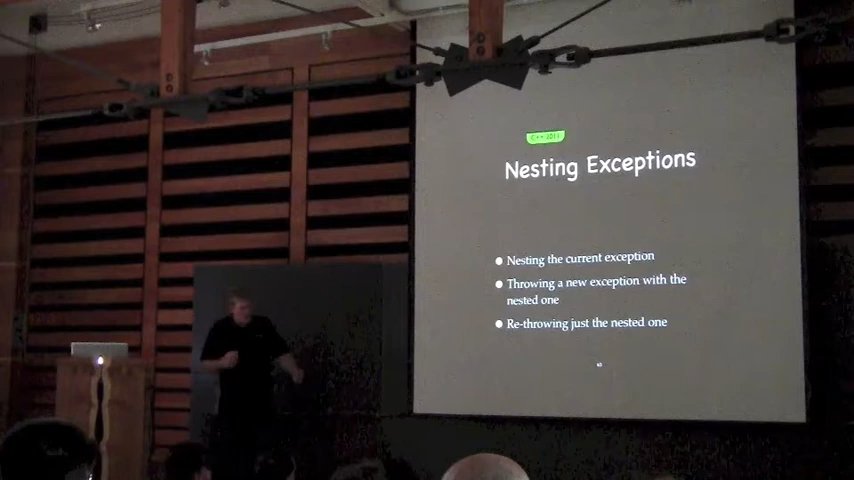 C++ 2011
Nesting Exceptions
● Nesting the current exception
● Throwing a new exception with the
nested one
● Re-throwing just the nested one